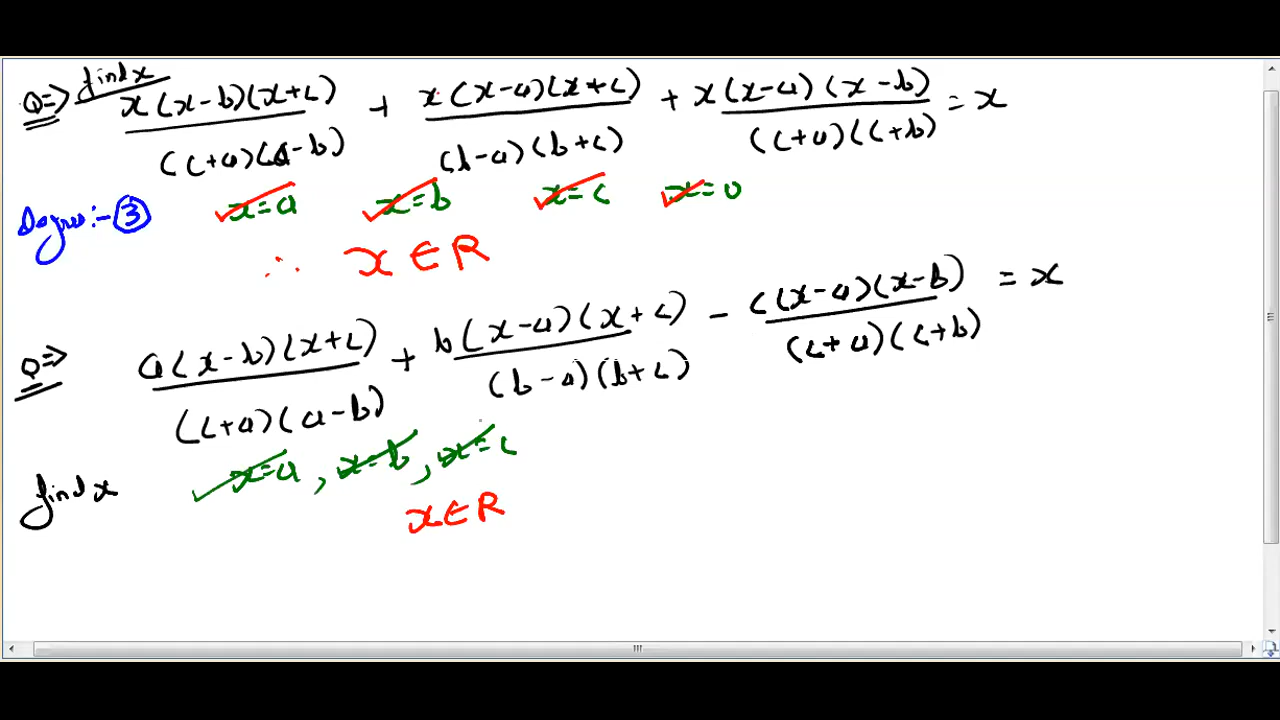 Q=> find x
x(x-b)(x+c)/((c+a)(a-b)) + x(x-a)(x+c)/((b-a)(b+c)) + x(x-a)(x-b)/((c+a)(c+b)) = x
x=a x=b x=c x=0
Degree:- 3
∴ x ∈ R
Q=> a(x-b)(x+c)/((c+a)(a-b)) + b(x-a)(x+c)/((b-a)(b+c)) - c(x-a)(x-b)/((c+a)(c+b)) = x
x=a, x=b, x=c
find x
x∈R